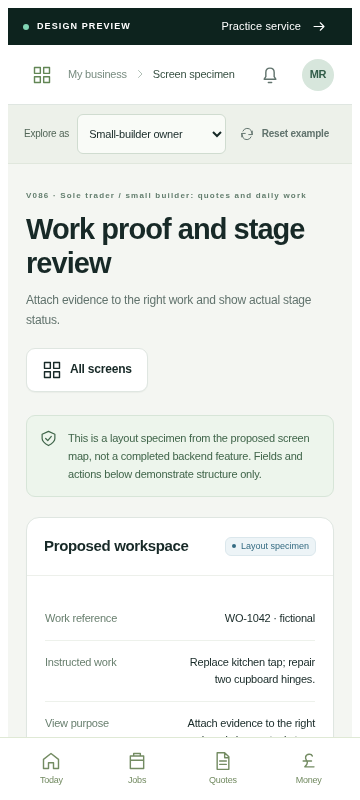 DESIGN PREVIEW
Practice service
My business
Screen specimen
MR
Explore as
Small-builder owner
Reset example
V086 · Sole trader / small builder: quotes and daily work
Work proof and stage
review
Attach evidence to the right work and show actual stage
status.
All screens
This is a layout specimen from the proposed screen
map, not a completed backend feature. Fields and
actions below demonstrate structure only.
Proposed workspace
Layout specimen
Work reference
WO-1042 · fictional
Instructed work
Replace kitchen tap; repair
two cupboard hinges.
View purpose
Attach evidence to the right
Today
Jobs
Quotes
Money